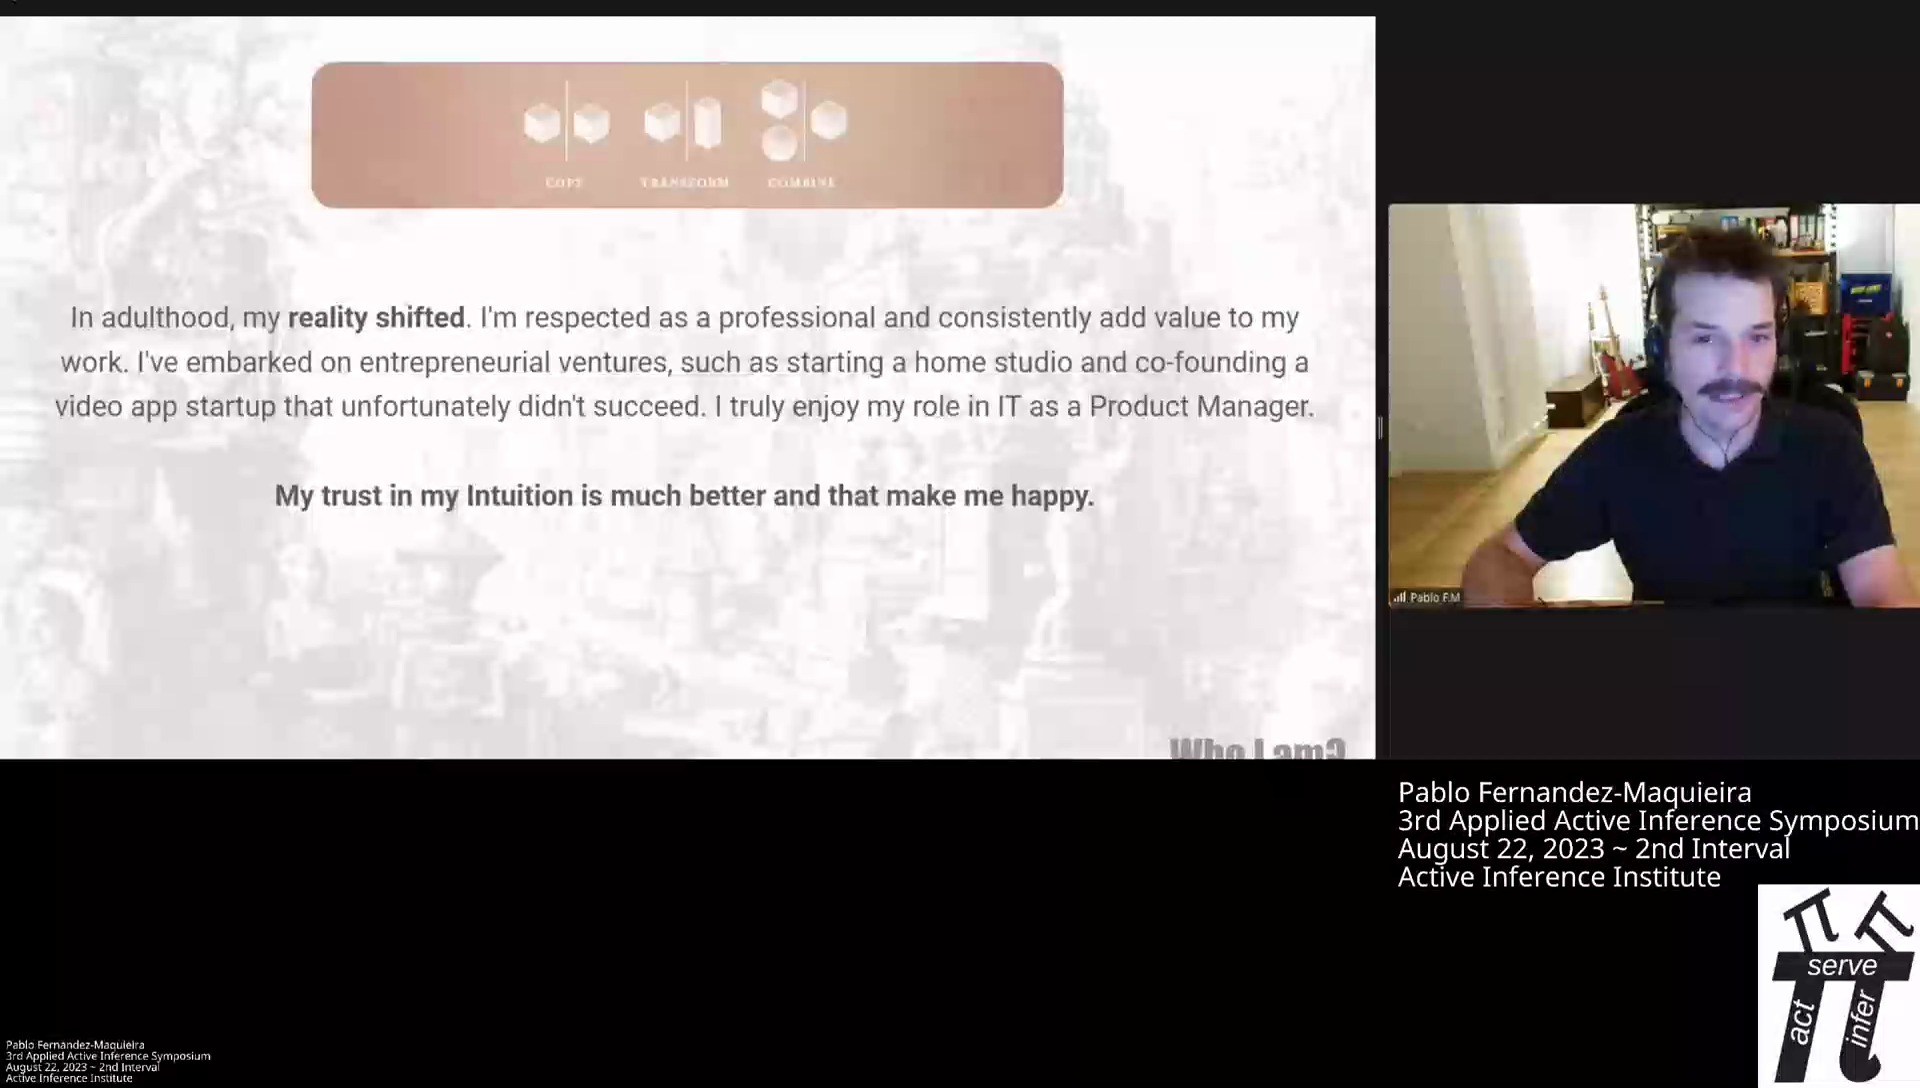 COPY TRANSFORM COMBINE
In adulthood, my reality shifted. I'm respected as a professional and consistently add value to my
work. I've embarked on entrepreneurial ventures, such as starting a home studio and co-founding a
video app startup that unfortunately didn't succeed. I truly enjoy my role in IT as a Product Manager.
My trust in my Intuition is much better and that make me happy.
Who I am?
Pablo F.M
Pablo Fernandez-Maquieira
3rd Applied Active Inference Symposium
August 22, 2023 ~ 2nd Interval
Active Inference Institute
serve
act
infer
Pablo Fernandez-Maquieira
3rd Applied Active Inference Symposium
August 22, 2023 ~ 2nd Interval
Active Inference Institute